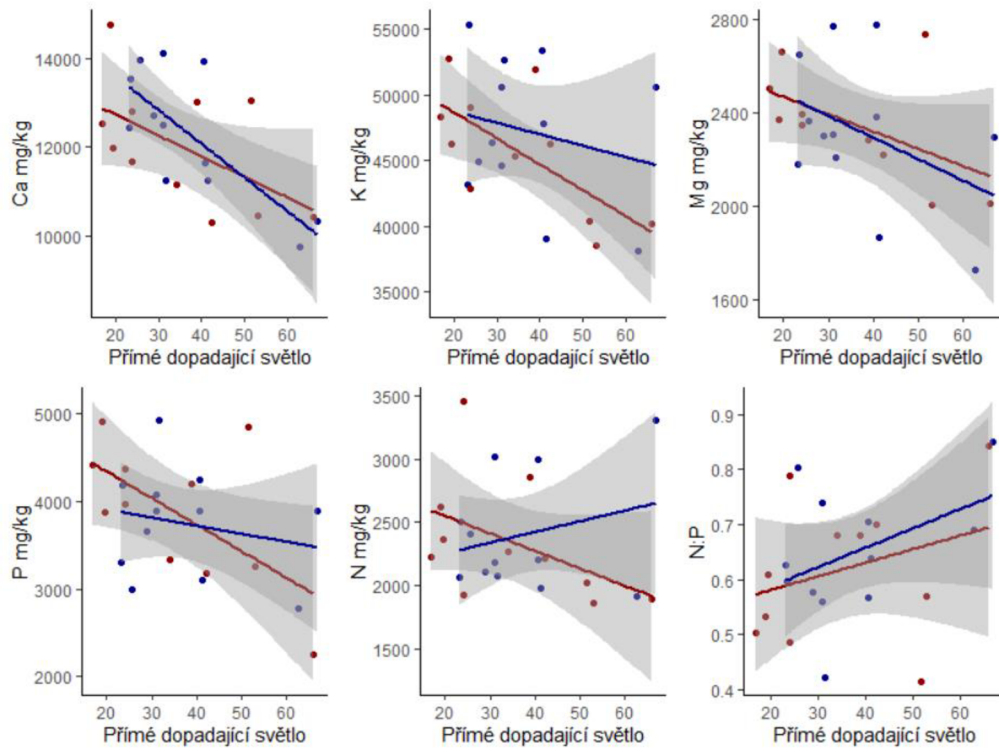 14000
12000
10000
Ca mg/kg
20 30 40 50 60
Přímé dopadající světlo
55000
50000
45000
40000
35000
K mg/kg
20 30 40 50 60
Přímé dopadající světlo
2800
2400
2000
1600
Mg mg/kg
20 30 40 50 60
Přímé dopadající světlo
5000
4000
3000
2000
P mg/kg
20 30 40 50 60
Přímé dopadající světlo
3500
3000
2500
2000
1500
N mg/kg
20 30 40 50 60
Přímé dopadající světlo
0.9
0.8
0.7
0.6
0.5
0.4
N:P
20 30 40 50 60
Přímé dopadající světlo